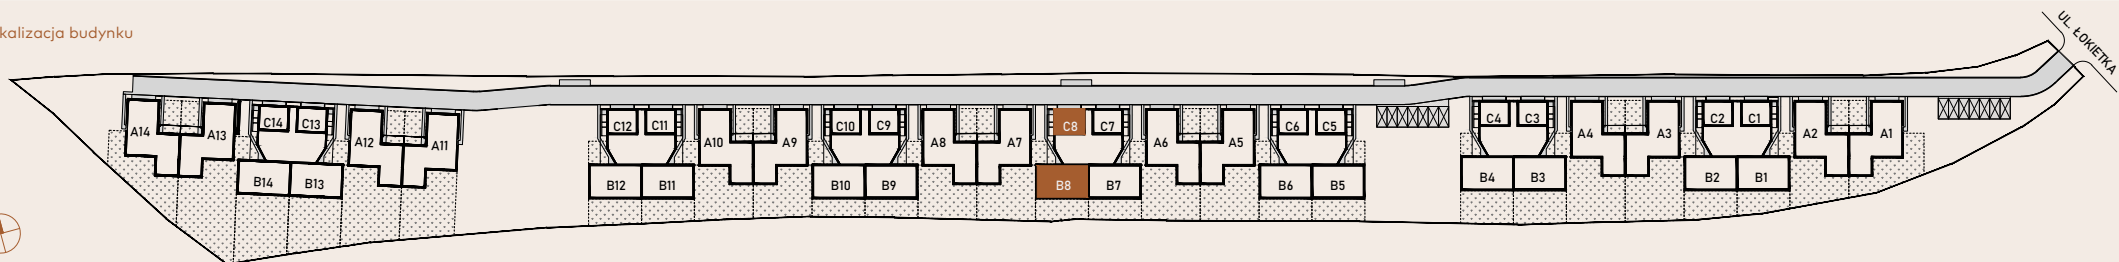 kalizacja budynku
UL. ŁOKIETKA
C14 C13 C12 C11 C10 C9 C8 C7 C6 C5 C4 C3 C2 C1
A14 A13 A12 A11 A10 A9 A8 A7 A6 A5 A4 A3 A2 A1
B14 B13 B12 B11 B10 B9 B8 B7 B6 B5 B4 B3 B2 B1